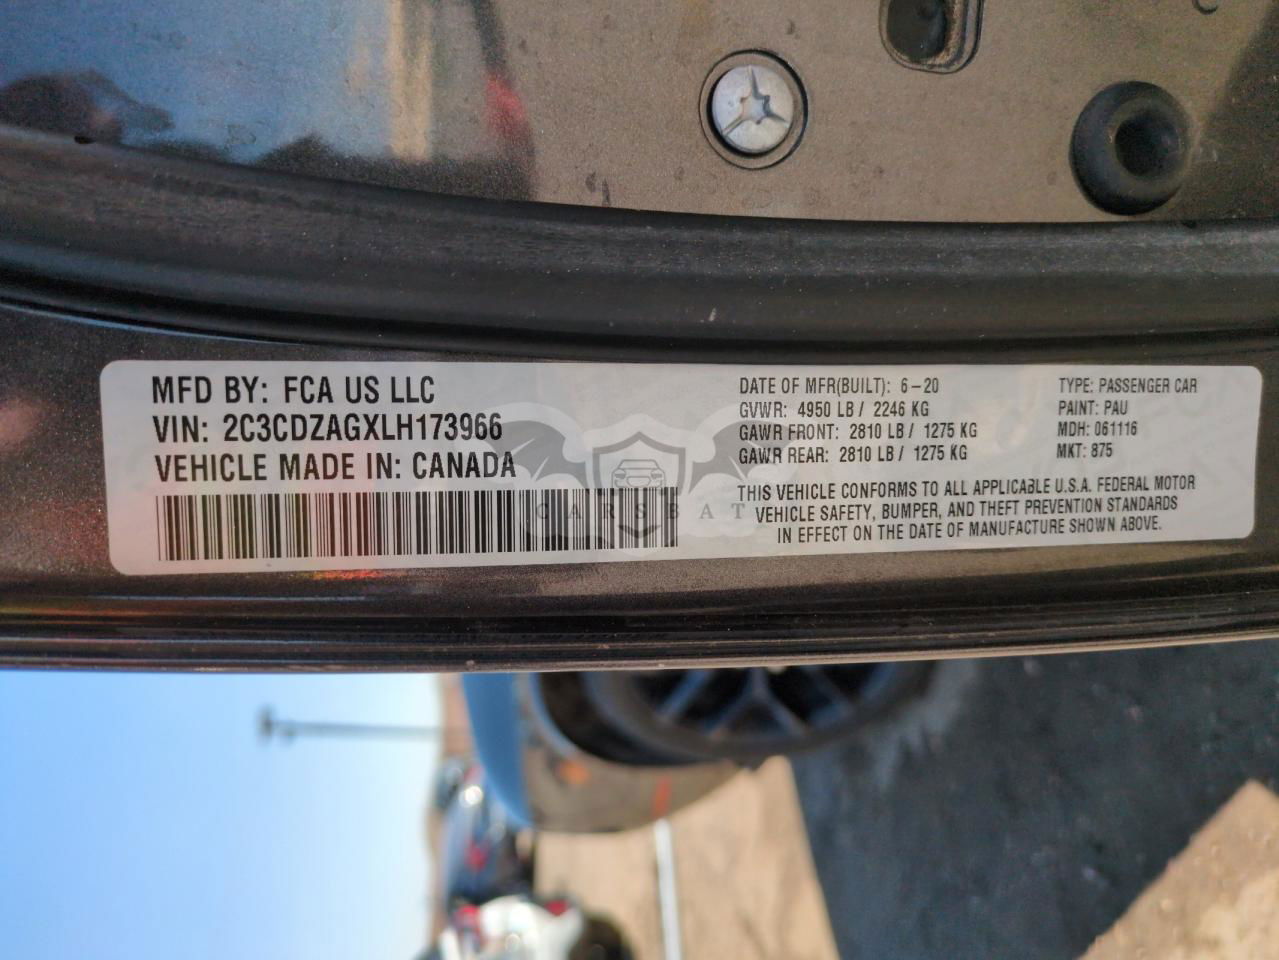 MFD BY: FCA US LLC
VIN: 2C3CDZAGXLH173966
VEHICLE MADE IN: CANADA
DATE OF MFR(BUILT): 6-20
GVWR: 4950 LB / 2246 KG
GAWR FRONT: 2810 LB / 1275 KG
GAWR REAR: 2810 LB / 1275 KG
TYPE: PASSENGER CAR
PAINT: PAU
MDH: 061116
MKT: 875
THIS VEHICLE CONFORMS TO ALL APPLICABLE U.S.A. FEDERAL MOTOR
VEHICLE SAFETY, BUMPER, AND THEFT PREVENTION STANDARDS
IN EFFECT ON THE DATE OF MANUFACTURE SHOWN ABOVE.
CARSBAT